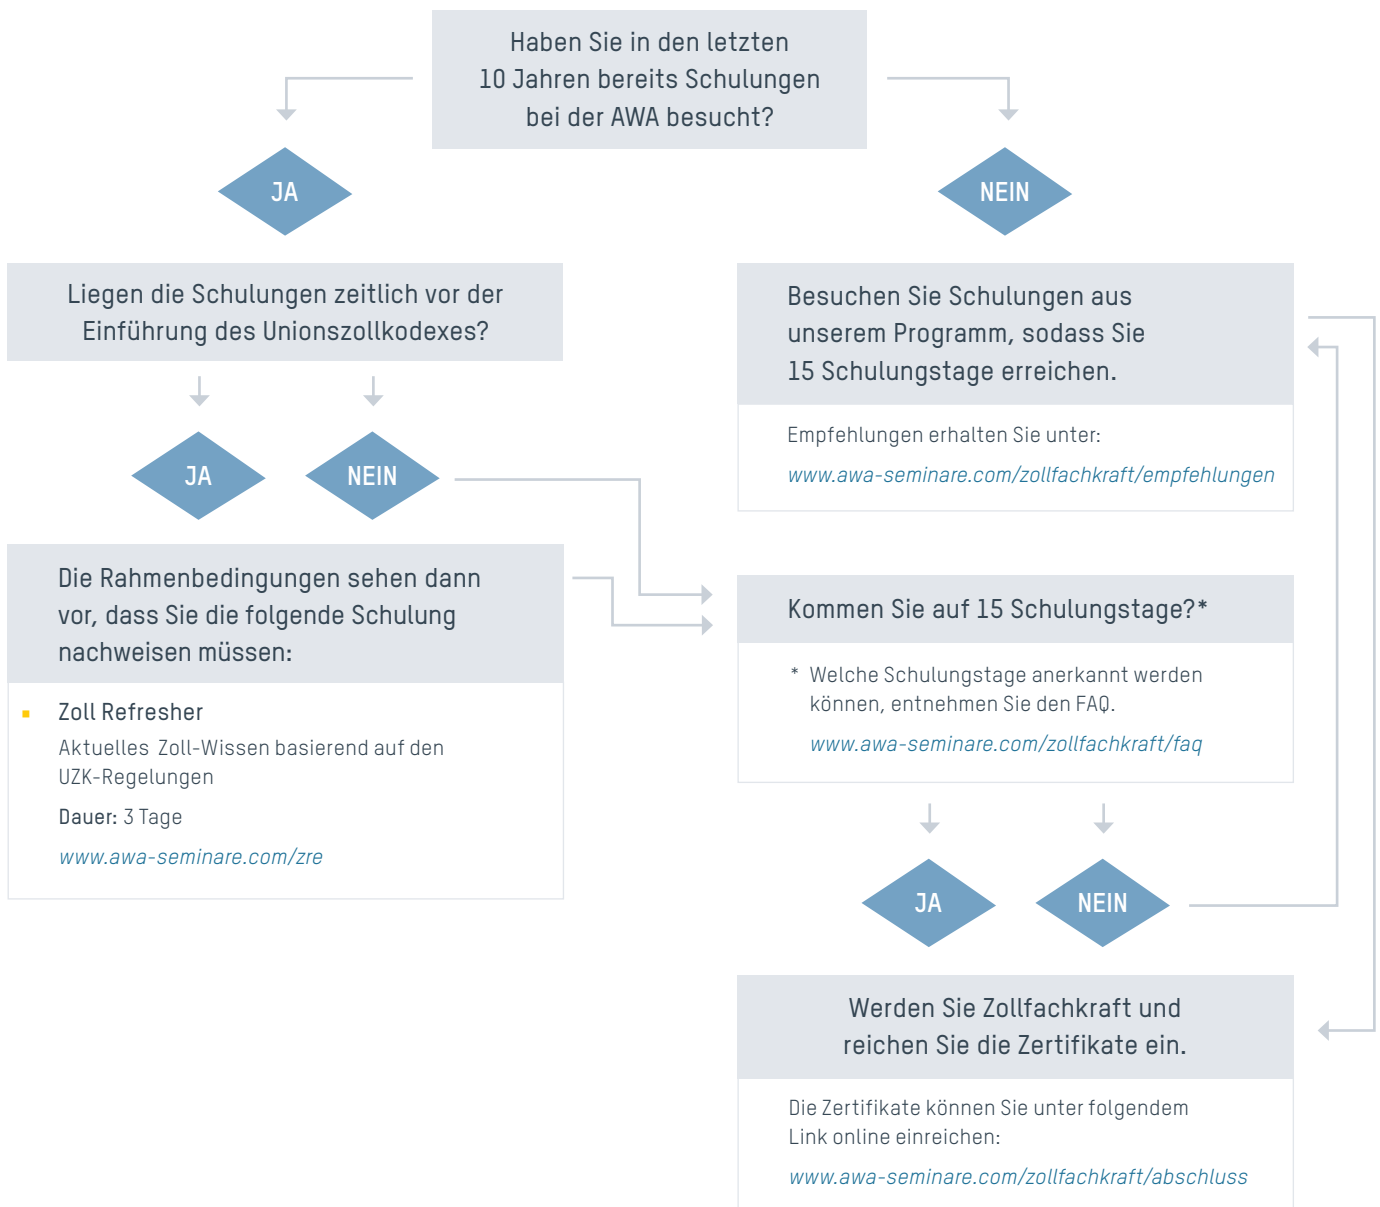 Haben Sie in den letzten
10 Jahren bereits Schulungen
bei der AWA besucht?
JA
NEIN
Liegen die Schulungen zeitlich vor der
Einführung des Unionszollkodexes?
JA
NEIN
Die Rahmenbedingungen sehen dann
vor, dass Sie die folgende Schulung
nachweisen müssen:
Zoll Refresher
Aktuelles Zoll-Wissen basierend auf den
UZK-Regelungen
Dauer: 3 Tage
www.awa-seminare.com/zre
Besuchen Sie Schulungen aus
unserem Programm, sodass Sie
15 Schulungstage erreichen.
Empfehlungen erhalten Sie unter:
www.awa-seminare.com/zollfachkraft/empfehlungen
Kommen Sie auf 15 Schulungstage?*
* Welche Schulungstage anerkannt werden
können, entnehmen Sie den FAQ.
www.awa-seminare.com/zollfachkraft/faq
JA
NEIN
Werden Sie Zollfachkraft und
reichen Sie die Zertifikate ein.
Die Zertifikate können Sie unter folgendem
Link online einreichen:
www.awa-seminare.com/zollfachkraft/abschluss